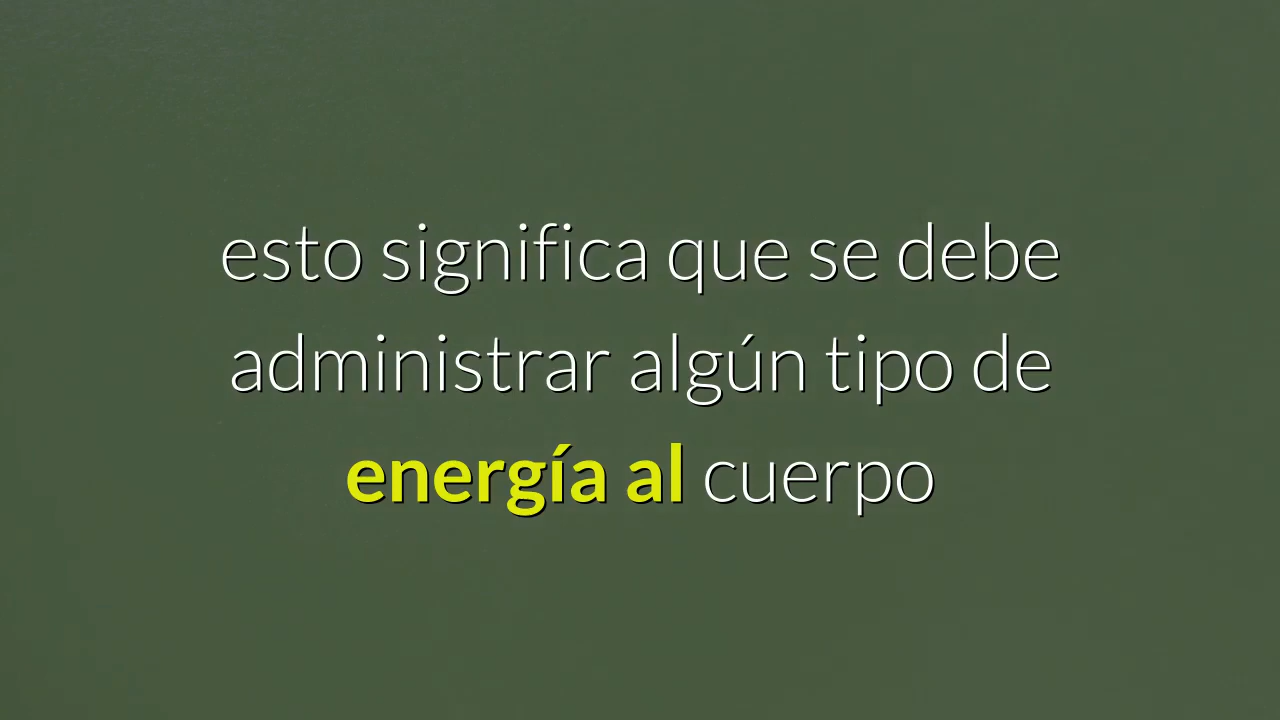 esto significa que se debe
administrar algún tipo de
energía al cuerpo